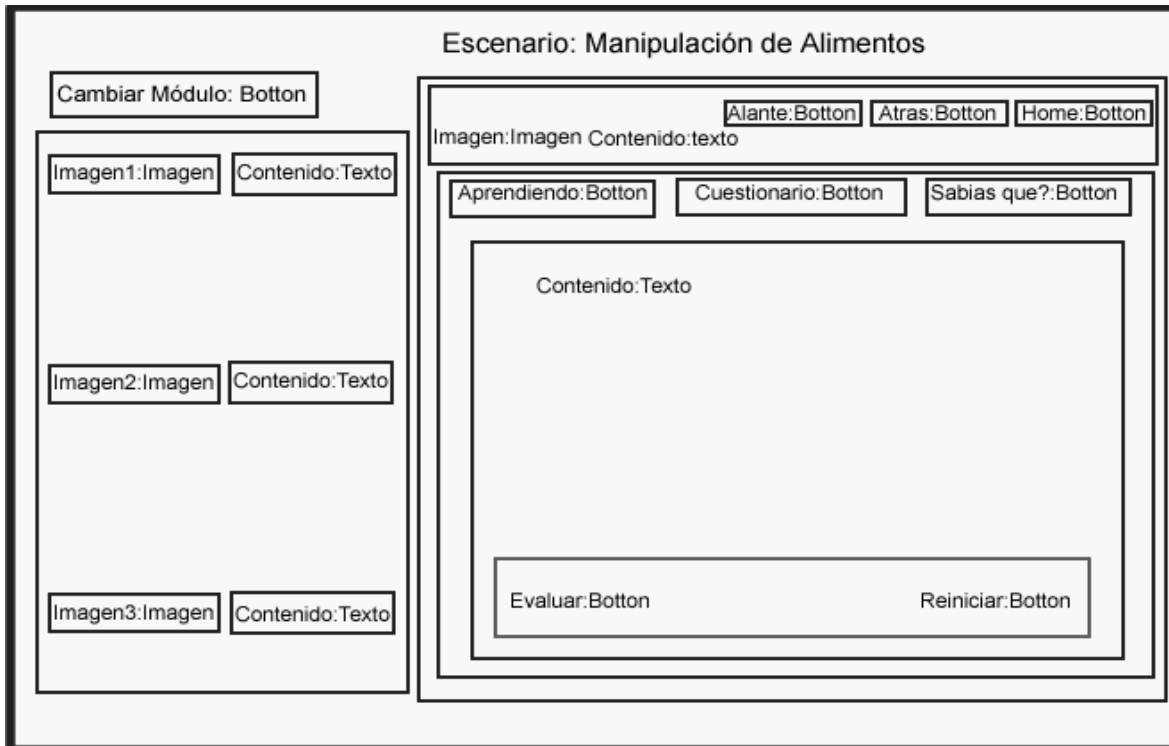 Escenario: Manipulación de Alimentos
Cambiar Módulo: Botton
Imagen1:Imagen
Contenido:Texto
Imagen2:Imagen
Contenido:Texto
Imagen3:Imagen
Contenido:Texto
Alante:Botton
Atras:Botton
Home:Botton
Imagen:Imagen
Contenido:texto
Aprendiendo:Botton
Cuestionario:Botton
Sabias que?:Botton
Contenido:Texto
Evaluar:Botton
Reiniciar:Botton